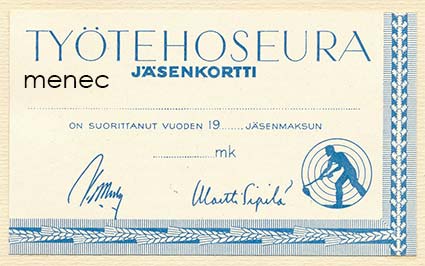 TYÖTEHOSEURA
menec
JÄSENKORTTI
ON SUORITTANUT VUODEN 19...... JÄSENMAKSUN
..............mk
Martti Sipilä